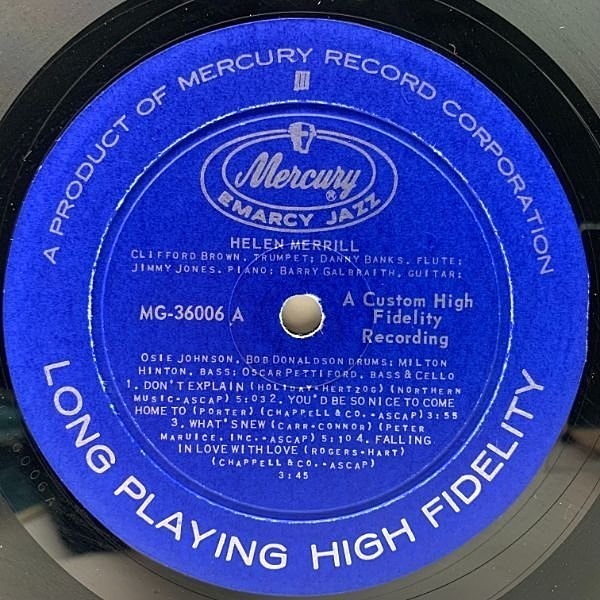 A PRODUCT OF MERCURY RECORD CORPORATION
Mercury®
EMARCY JAZZ
HELEN MERRILL
CLIFFORD BROWN, TRUMPET; DANNY BANKS, FLUTE;
JIMMY JONES, PIANO; BARRY GALBRAITH, GUITAR;
MG-36006 A
A Custom High
Fidelity
Recording
OSIE JOHNSON, BOB DONALDSON DRUMS; MILTON
HINTON, BASS; OSCAR PETTIFORD, BASS & CELLO
1. DON'T EXPLAIN (HOLIDAY-HERTZOG) (NORTHERN
MUSIC-ASCAP) 5:03 2. YOU'D BE SO NICE TO COME
HOME TO (PORTER) (CHAPPELL & CO.-ASCAP) 3:55
3. WHAT'S NEW (CARR-CONNOR) (PETER
MARUICE, INC.-ASCAP) 5:10 4. FALLING
IN LOVE WITH LOVE (ROGERS-HART)
(CHAPPELL & CO.-ASCAP)
3:45
LONG PLAYING HIGH FIDELITY